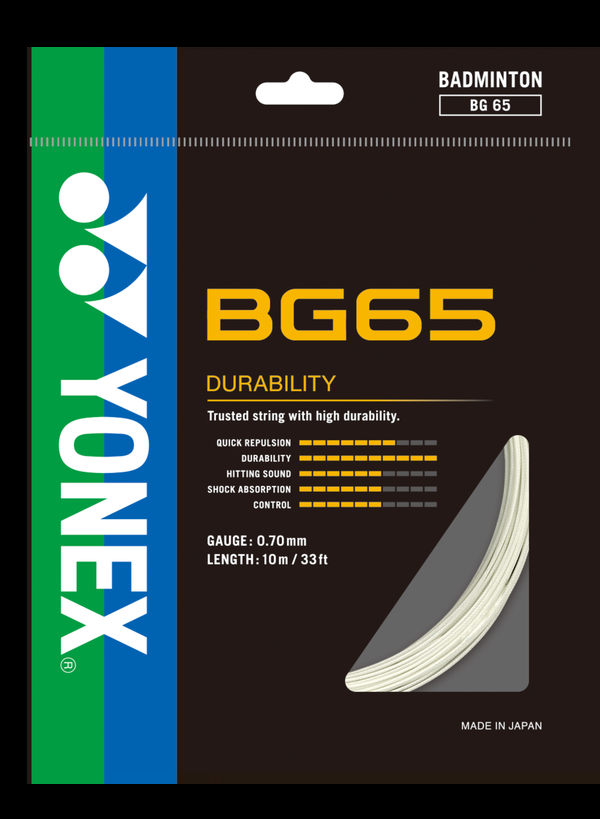 BADMINTON
BG 65
YONEX®
BG65
DURABILITY
Trusted string with high durability.
QUICK REPULSION
DURABILITY
HITTING SOUND
SHOCK ABSORPTION
CONTROL
GAUGE: 0.70mm
LENGTH: 10m / 33ft
MADE IN JAPAN